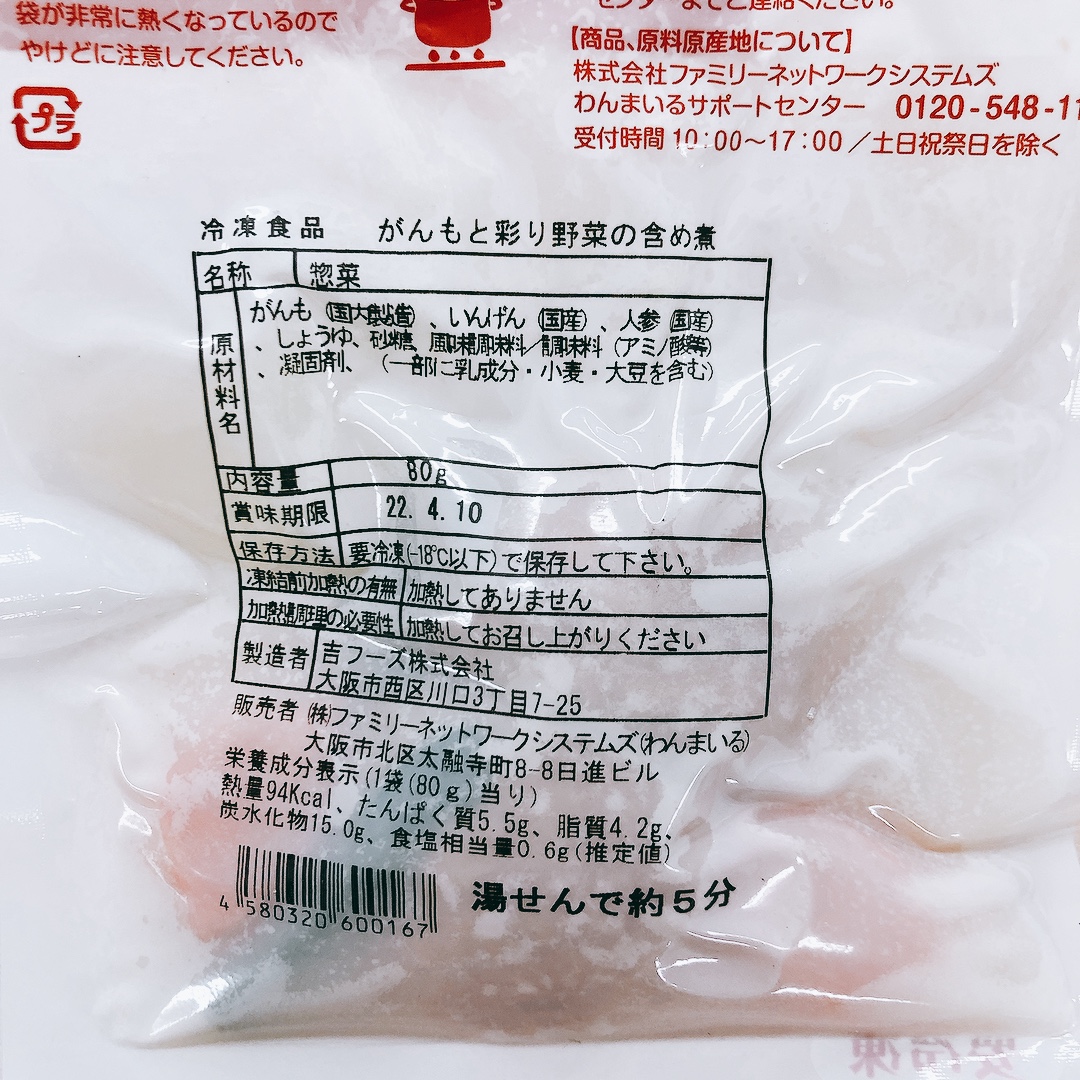 袋が非常に熱くなっているので
やけどに注意してください。
プラ
センターまでご連絡ください。
【商品、原料原産地について】
株式会社ファミリーネットワークシステムズ
わんまいるサポートセンター 0120-548-11
受付時間 10:00～17:00／土日祝祭日を除く
冷凍食品 がんもと彩り野菜の含め煮
名称 惣菜
原材料名 がんも（国内製造）、いんげん（国産）、人参（国産）
、しょうゆ、砂糖、風味調味料／調味料（アミノ酸等）
、凝固剤、（一部に乳成分・小麦・大豆を含む）
内容量 80g
賞味期限 22. 4. 10
保存方法 要冷凍(-18℃以下)で保存して下さい。
凍結前加熱の有無 加熱してありません
加熱調理の必要性 加熱してお召し上がりください
製造者 吉フーズ株式会社
大阪市西区川口3丁目7-25
販売者 ㈱ファミリーネットワークシステムズ(わんまいる)
大阪市北区太融寺町8-8日進ビル
栄養成分表示(1袋(80g)当り)
熱量94Kcal、たんぱく質5.5g、脂質4.2g、
炭水化物15.0g、食塩相当量0.6g(推定値)
4 580320 600167
湯せんで約5分